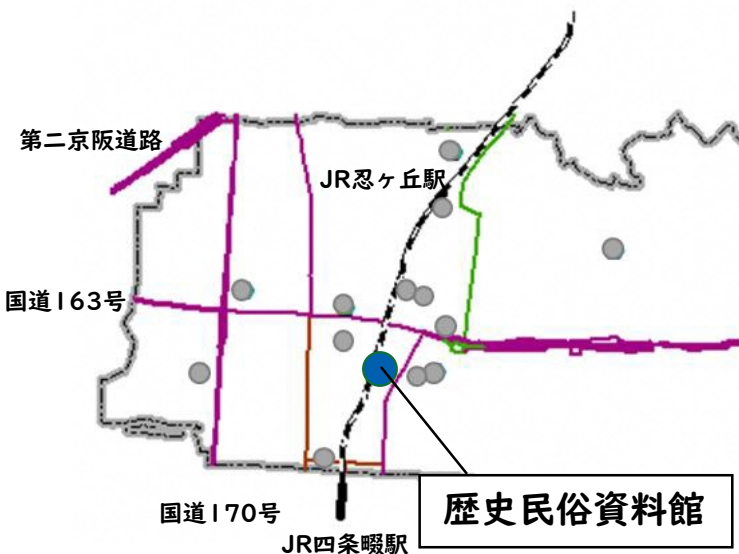 第二京阪道路
JR忍ヶ丘駅
国道163号
歴史民俗資料館
国道170号
JR四条畷駅